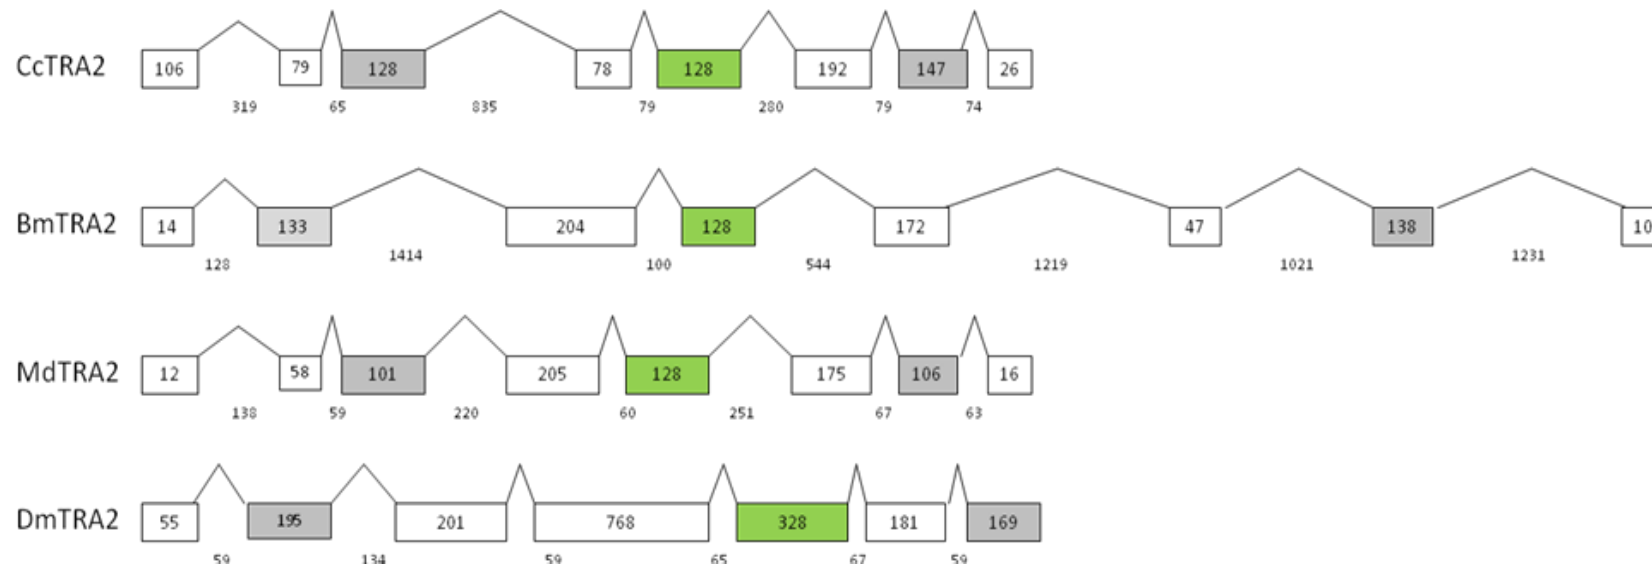 CcTRA2 106 79 128 78 128 192 147 26
319 65 835 79 280 79 74
BmTRA2 14 133 204 128 172 47 138 10
128 1414 100 544 1219 1021 1231
MdTRA2 12 58 101 205 128 175 106 16
138 59 220 60 251 67 63
DmTRA2 55 195 201 768 328 181 169
59 134 59 65 67 59